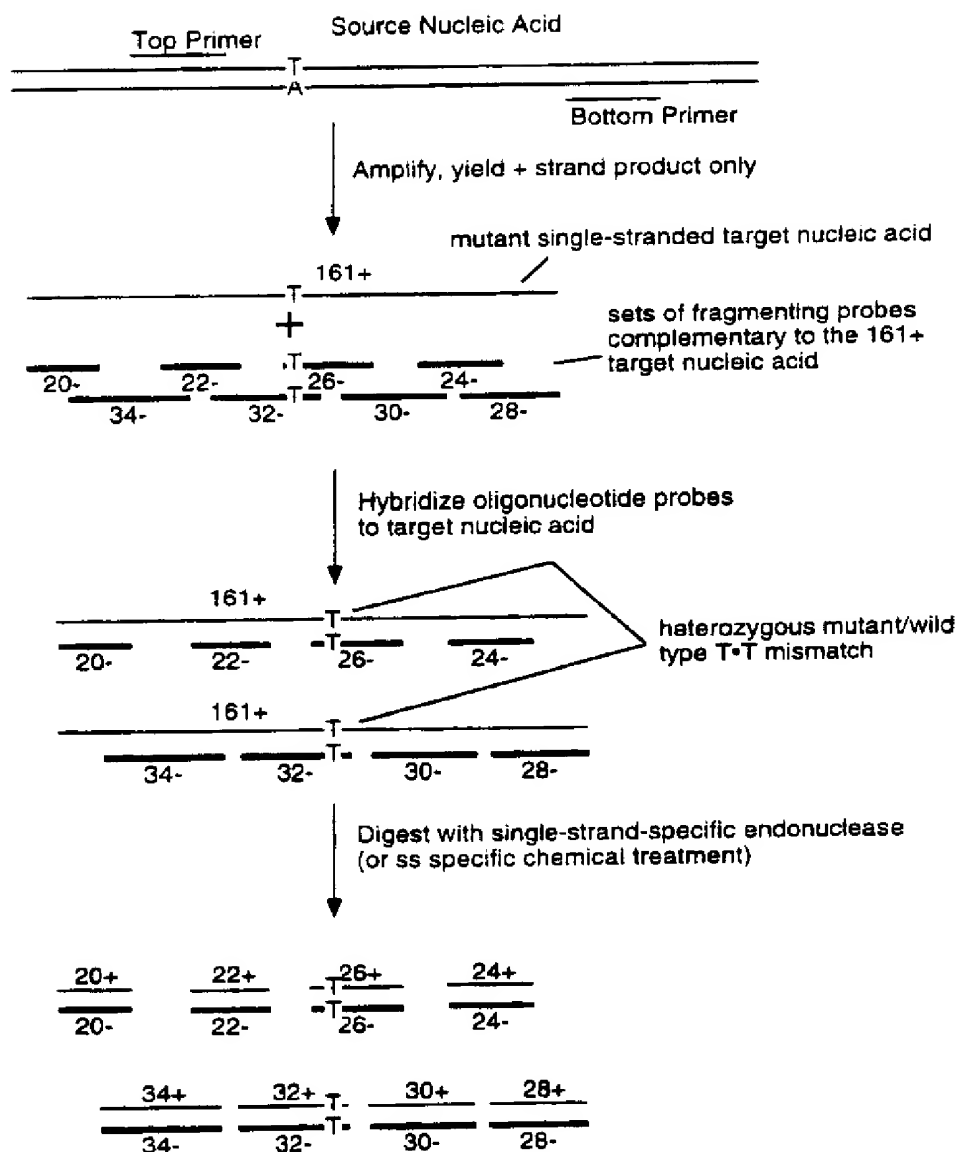 Source Nucleic Acid
Top Primer
T
A
Bottom Primer
Amplify, yield + strand product only
mutant single-stranded target nucleic acid
161+
T
+
sets of fragmenting probes
complementary to the 161+
target nucleic acid
T
20- 22- 26- 24-
T
34- 32- 30- 28-
Hybridize oligonucleotide probes
to target nucleic acid
161+
T
T
20- 22- 26- 24-
heterozygous mutant/wild
type T•T mismatch
161+
T
T
34- 32- 30- 28-
Digest with single-strand-specific endonuclease
(or ss specific chemical treatment)
20+ 22+ 26+ 24+
T
T
20- 22- 26- 24-
34+ 32+ 30+ 28+
T
T
34- 32- 30- 28-